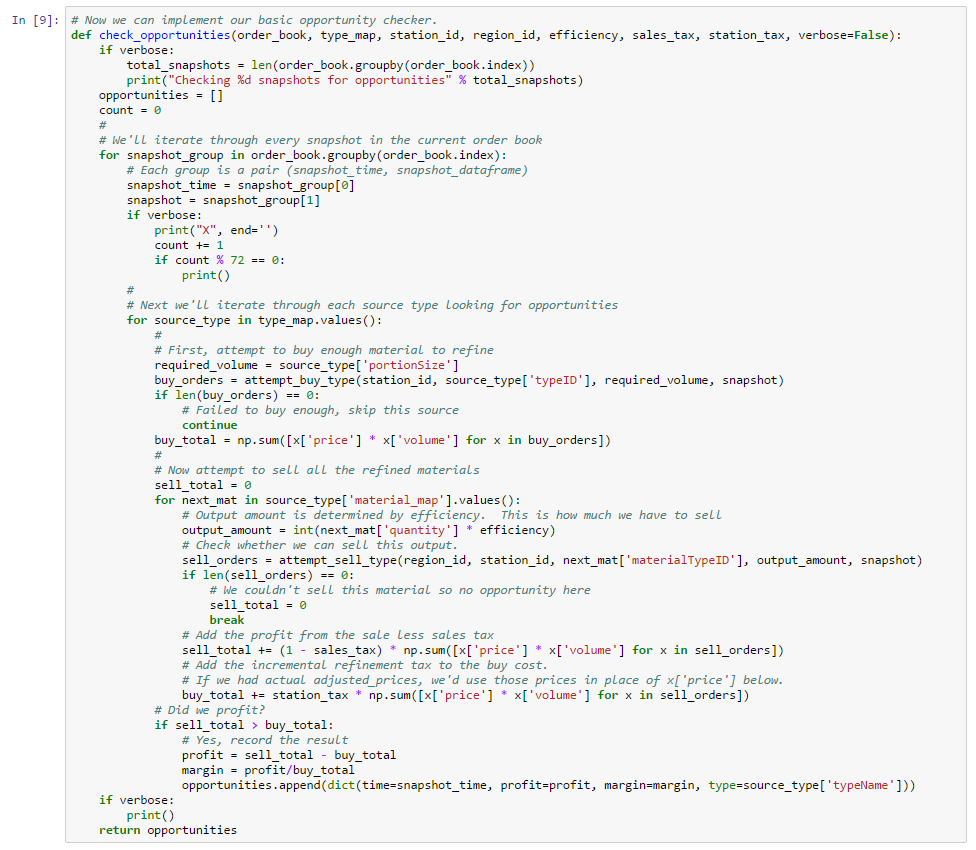 In [9]: # Now we can implement our basic opportunity checker.
def check_opportunities(order_book, type_map, station_id, region_id, efficiency, sales_tax, station_tax, verbose=False):
    if verbose:
        total_snapshots = len(order_book.groupby(order_book.index))
        print("Checking %d snapshots for opportunities" % total_snapshots)
    opportunities = []
    count = 0
    #
    # We'll iterate through every snapshot in the current order book
    for snapshot_group in order_book.groupby(order_book.index):
        # Each group is a pair (snapshot_time, snapshot_dataframe)
        snapshot_time = snapshot_group[0]
        snapshot = snapshot_group[1]
        if verbose:
            print("X", end='')
            count += 1
            if count % 72 == 0:
                print()
        #
        # Next we'll iterate through each source type looking for opportunities
        for source_type in type_map.values():
            #
            # First, attempt to buy enough material to refine
            required_volume = source_type['portionSize']
            buy_orders = attempt_buy_type(station_id, source_type['typeID'], required_volume, snapshot)
            if len(buy_orders) == 0:
                # Failed to buy enough, skip this source
                continue
            buy_total = np.sum([x['price'] * x['volume'] for x in buy_orders])
            #
            # Now attempt to sell all the refined materials
            sell_total = 0
            for next_mat in source_type['material_map'].values():
                # Output amount is determined by efficiency.  This is how much we have to sell
                output_amount = int(next_mat['quantity'] * efficiency)
                # Check whether we can sell this output.
                sell_orders = attempt_sell_type(region_id, station_id, next_mat['materialTypeID'], output_amount, snapshot)
                if len(sell_orders) == 0:
                    # We couldn't sell this material so no opportunity here
                    sell_total = 0
                    break
                # Add the profit from the sale less sales tax
                sell_total += (1 - sales_tax) * np.sum([x['price'] * x['volume'] for x in sell_orders])
                # Add the incremental refinement tax to the buy cost.
                # If we had actual adjusted_prices, we'd use those prices in place of x['price'] below.
                buy_total += station_tax * np.sum([x['price'] * x['volume'] for x in sell_orders])
            # Did we profit?
            if sell_total > buy_total:
                # Yes, record the result
                profit = sell_total - buy_total
                margin = profit/buy_total
                opportunities.append(dict(time=snapshot_time, profit=profit, margin=margin, type=source_type['typeName']))
    if verbose:
        print()
    return opportunities